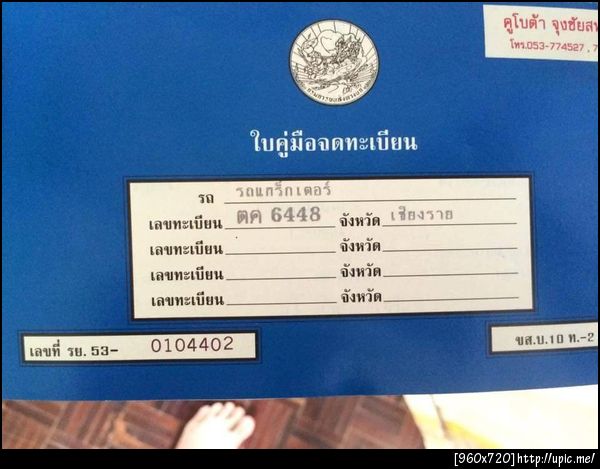 คูโบต้า จุงชัยส
โทร.053-774527 , 7
ใบคู่มือจดทะเบียน
รถ รถแทร็กเตอร์
เลขทะเบียน ตค 6448 จังหวัด เชียงราย
เลขทะเบียน จังหวัด
เลขทะเบียน จังหวัด
เลขทะเบียน จังหวัด
เลขที่ รย. 53- 0104402
ขส.บ.10 ท.-2
[960x720]http://upic.me/